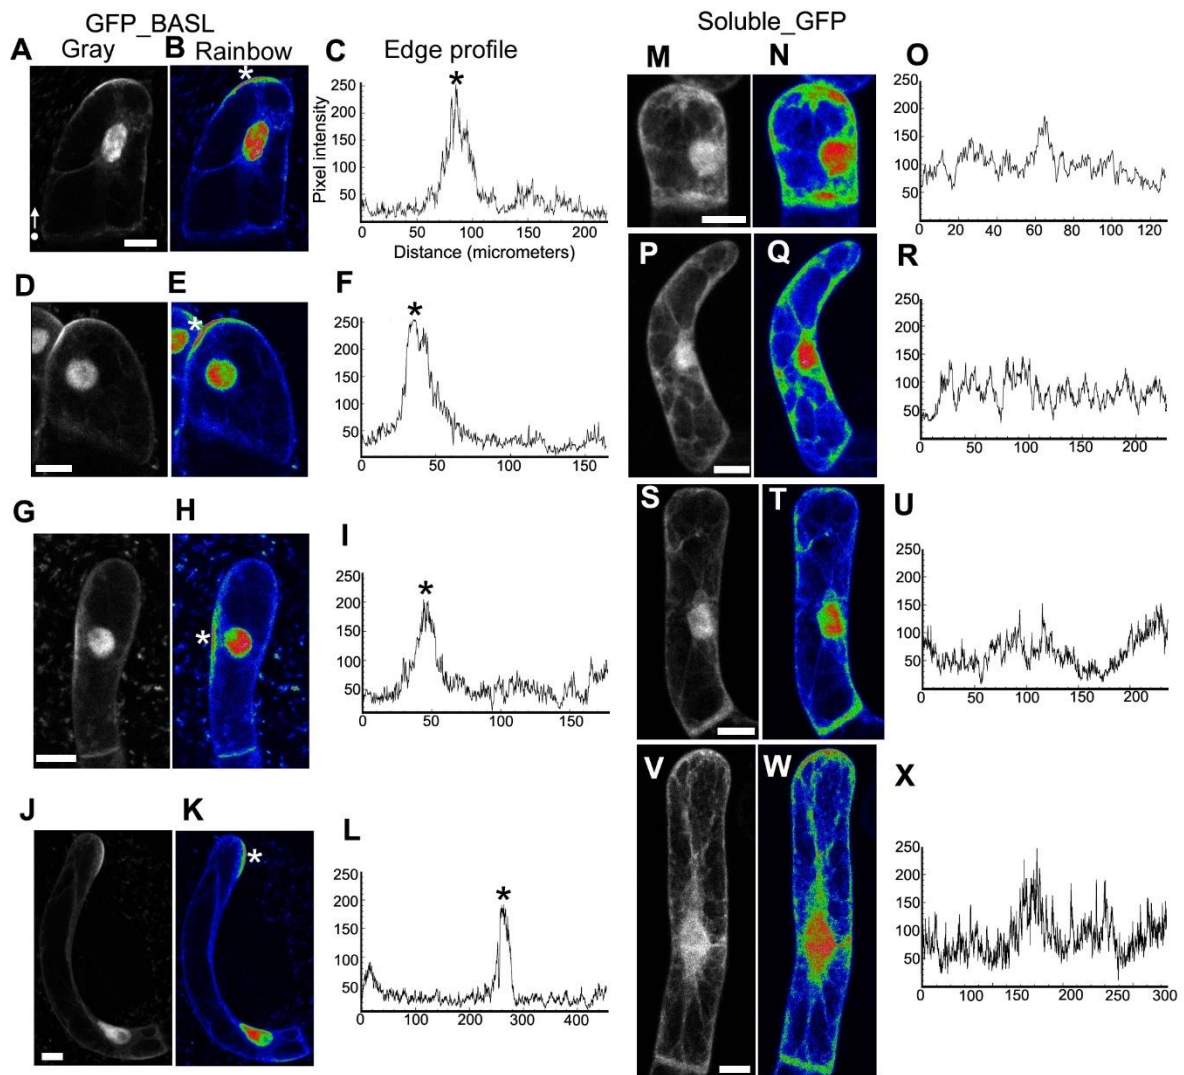 GFP_BASL
Gray
Rainbow
A
B
*
C
Edge profile
*
Pixel intensity
250
200
150
100
50
0 50 100 150 200
Distance (micrometers)
D
E
*
F
*
250
200
150
100
50
0 50 100 150
G
H
*
I
*
250
200
150
100
50
0 50 100 150
J
K
*
L
*
250
200
150
100
50
0 200 400
Soluble_GFP
M
N
O
250
200
150
100
50
0 20 40 60 80 100 120
P
Q
R
250
200
150
100
50
0 50 100 150 200
S
T
U
250
200
150
100
50
0 50 100 150 200
V
W
X
250
200
150
100
50
0 100 150 200 250 300